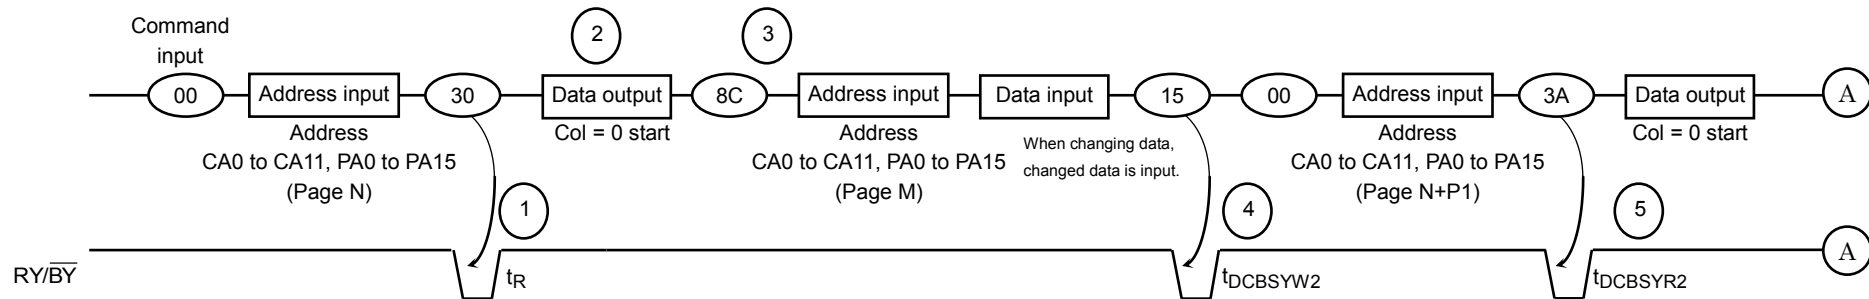 Command
input
2
3
00
Address input
30
Data output
8C
Address input
Data input
15
00
Address input
3A
Data output
A
Address
CA0 to CA11, PA0 to PA15
(Page N)
Col = 0 start
Address
CA0 to CA11, PA0 to PA15
(Page M)
When changing data,
changed data is input.
Address
CA0 to CA11, PA0 to PA15
(Page N+P1)
Col = 0 start
1
4
5
RY/B̅Y̅
tR
tDCBSYW2
tDCBSYR2
A